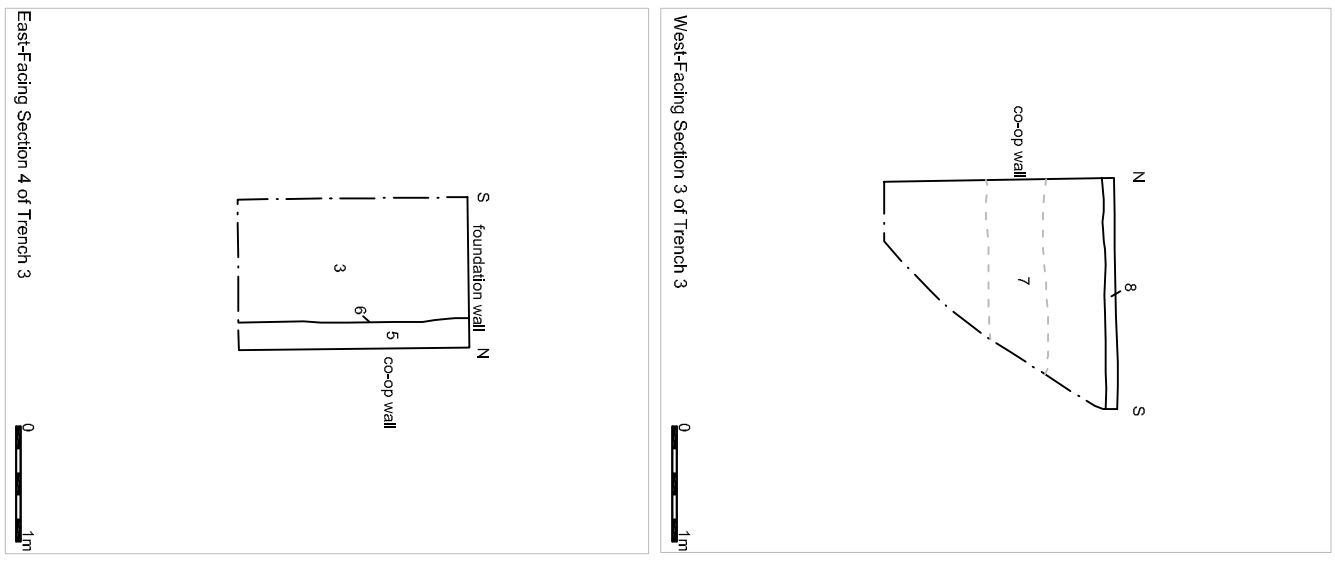 East-Facing Section 4 of Trench 3
S
foundation wall
N
3
6
5
co-op wall
0
1m
West-Facing Section 3 of Trench 3
co-op wall
N
S
7
8
0
1m